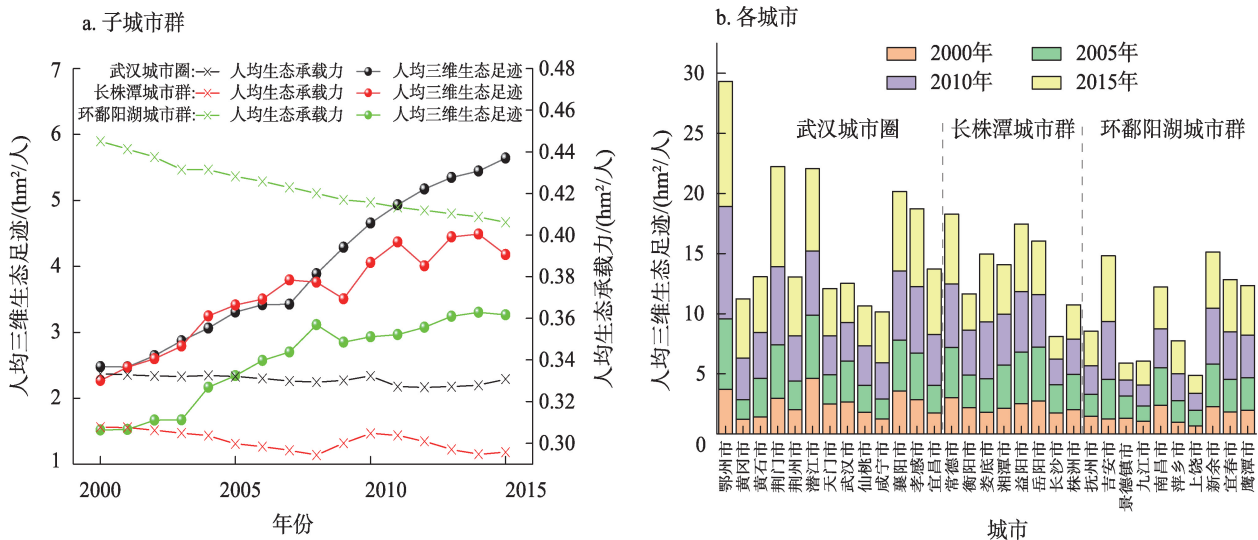 a. 子城市群
武汉城市圈: 人均生态承载力 人均三维生态足迹
长株潭城市群: 人均生态承载力 人均三维生态足迹
环鄱阳湖城市群: 人均生态承载力 人均三维生态足迹
人均三维生态足迹/(hm²/人)
7
6
5
4
3
2
1
0.48
0.46
0.44
0.42
0.40
0.38
0.36
0.34
0.32
0.30
人均生态承载力/(hm²/人)
2000 2005 2010 2015
年份
b. 各城市
2000年 2005年
2010年 2015年
武汉城市圈 长株潭城市群 环鄱阳湖城市群
人均三维生态足迹/(hm²/人)
30
25
20
15
10
5
0
鄂州市
黄冈市
黄石市
荆门市
荆州市
潜江市
天门市
武汉市
仙桃市
咸宁市
襄阳市
孝感市
宜昌市
常德市
衡阳市
娄底市
湘潭市
益阳市
岳阳市
长沙市
株洲市
抚州市
吉安市
景德镇市
九江市
南昌市
萍乡市
上饶市
新余市
宜春市
鹰潭市
城市